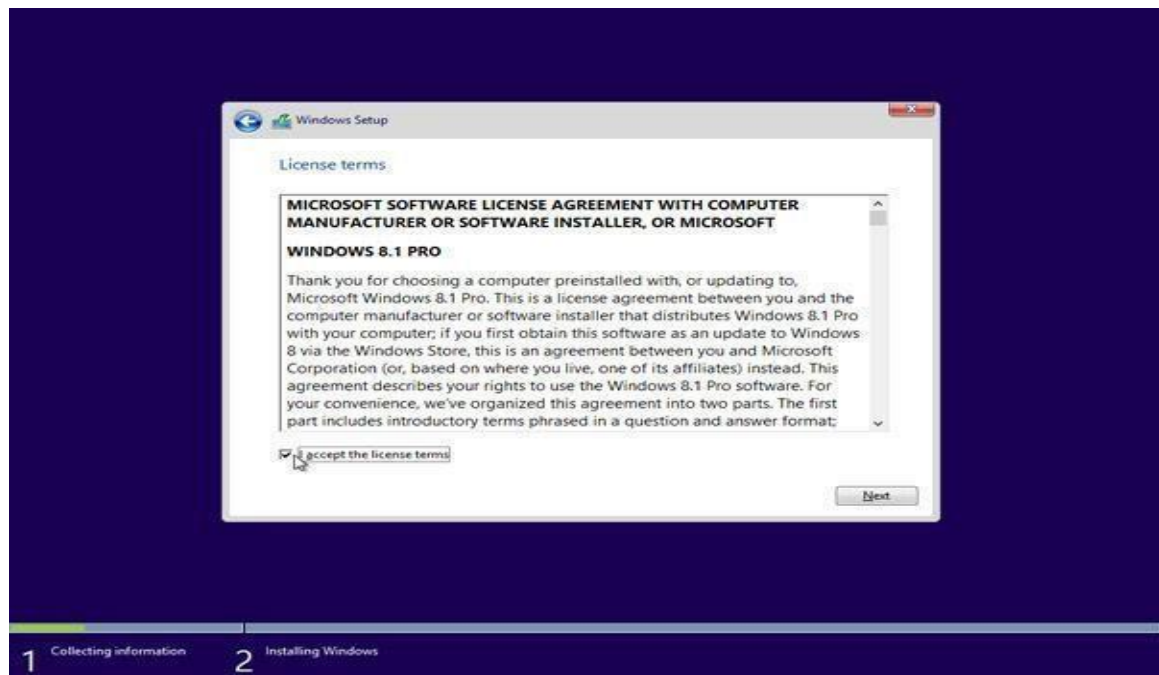 Windows Setup
License terms
MICROSOFT SOFTWARE LICENSE AGREEMENT WITH COMPUTER
MANUFACTURER OR SOFTWARE INSTALLER, OR MICROSOFT
WINDOWS 8.1 PRO
Thank you for choosing a computer preinstalled with, or updating to,
Microsoft Windows 8.1 Pro. This is a license agreement between you and the
computer manufacturer or software installer that distributes Windows 8.1 Pro
with your computer; if you first obtain this software as an update to Windows
8 via the Windows Store, this is an agreement between you and Microsoft
Corporation (or, based on where you live, one of its affiliates) instead. This
agreement describes your rights to use the Windows 8.1 Pro software. For
your convenience, we've organized this agreement into two parts. The first
part includes introductory terms phrased in a question and answer format;
I accept the license terms
Next
1 Collecting information
2 Installing Windows